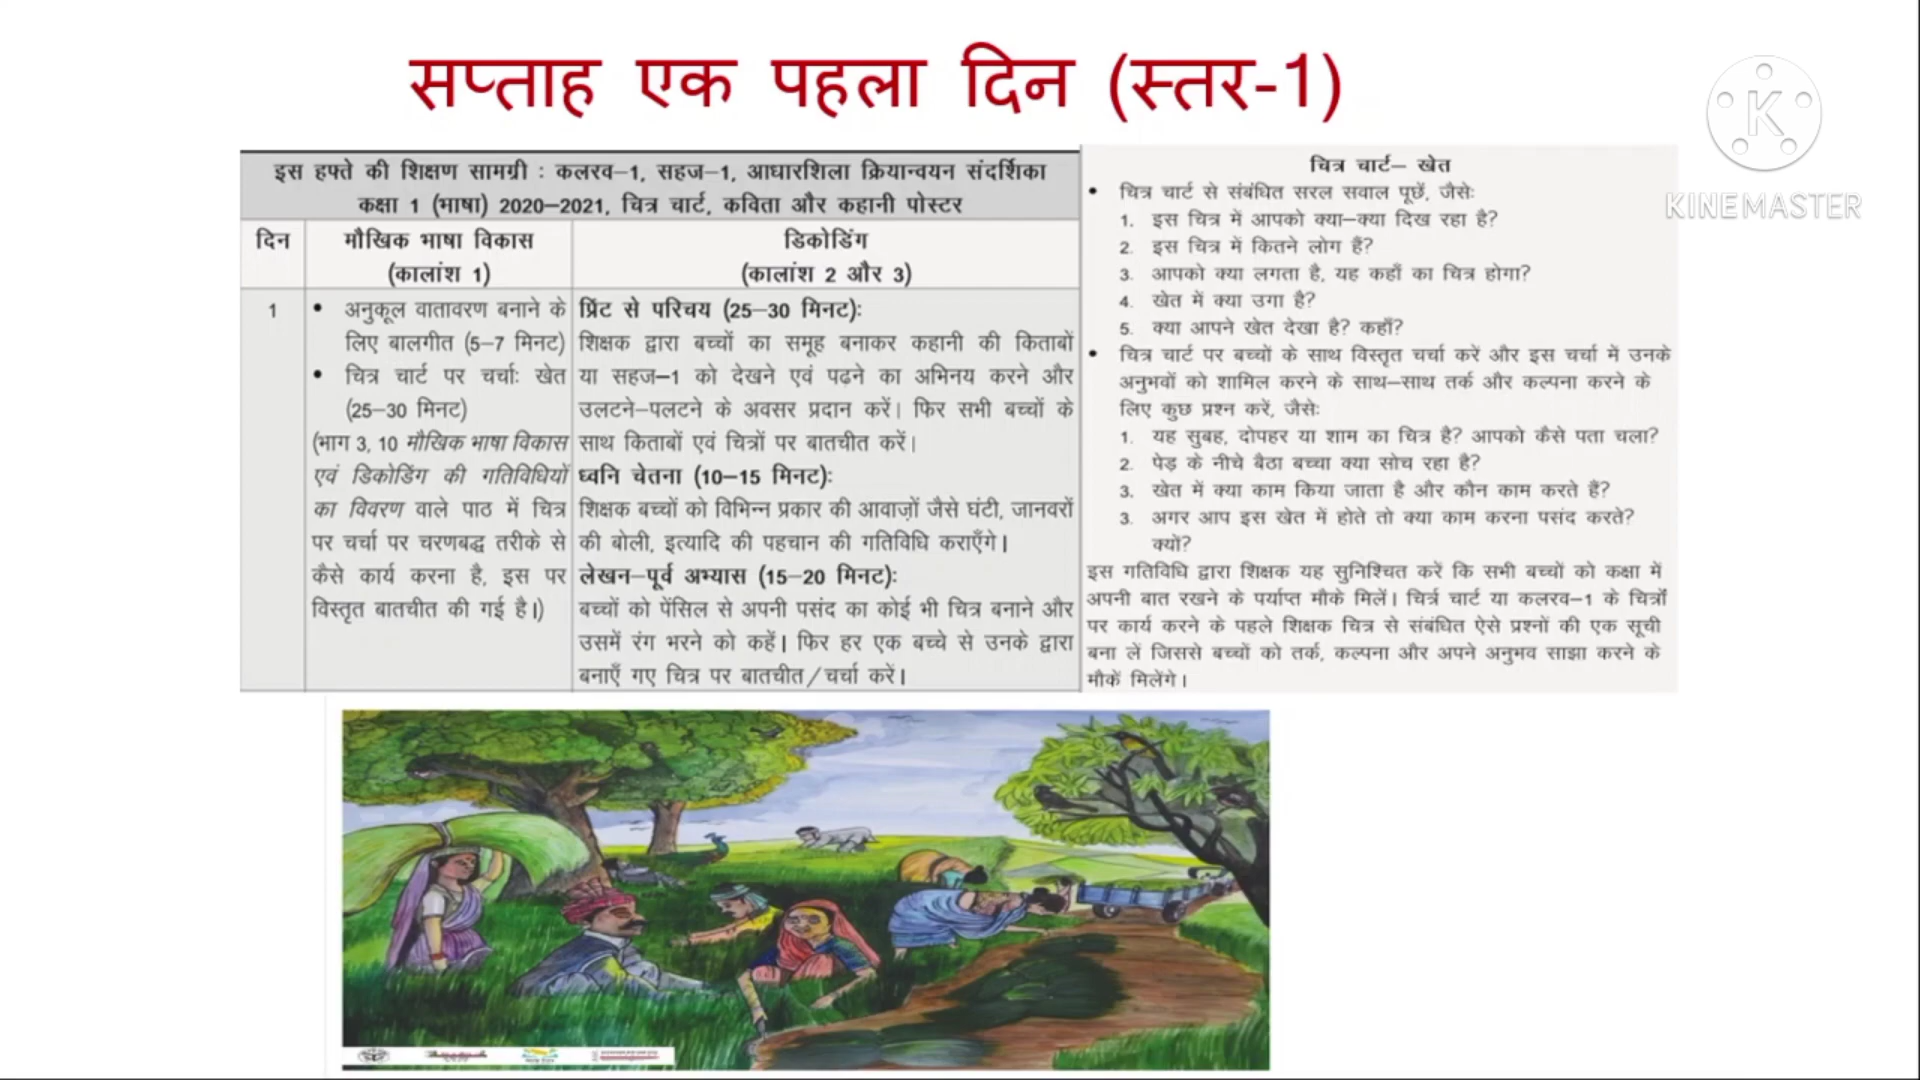 सप्ताह एक पहला दिन (स्तर-1)
KINEMASTER
इस हफ्ते की शिक्षण सामग्री : कलरव–1, सहज–1, आधारशिला क्रियान्वयन संदर्शिका
कक्षा 1 (भाषा) 2020–2021, चित्र चार्ट, कविता और कहानी पोस्टर
दिन
मौखिक भाषा विकास
(कालांश 1)
डिकोडिंग
(कालांश 2 और 3)
1
• अनुकूल वातावरण बनाने के
लिए बालगीत (5–7 मिनट)
• चित्र चार्ट पर चर्चाः खेत
(25–30 मिनट)
(भाग 3, 10 मौखिक भाषा विकास
एवं डिकोडिंग की गतिविधियों
का विवरण वाले पाठ में चित्र
पर चर्चा पर चरणबद्ध तरीके से
कैसे कार्य करना है, इस पर
विस्तृत बातचीत की गई है।)
प्रिंट से परिचय (25–30 मिनट):
शिक्षक द्वारा बच्चों का समूह बनाकर कहानी की किताबों
या सहज–1 को देखने एवं पढ़ने का अभिनय करने और
उलटने–पलटने के अवसर प्रदान करें। फिर सभी बच्चों के
साथ किताबों एवं चित्रों पर बातचीत करें।
ध्वनि चेतना (10–15 मिनट):
शिक्षक बच्चों को विभिन्न प्रकार की आवाज़ों जैसे घंटी, जानवरों
की बोली, इत्यादि की पहचान की गतिविधि कराएँगे।
लेखन–पूर्व अभ्यास (15–20 मिनट):
बच्चों को पेंसिल से अपनी पसंद का कोई भी चित्र बनाने और
उसमें रंग भरने को कहें। फिर हर एक बच्चे से उनके द्वारा
बनाएँ गए चित्र पर बातचीत/चर्चा करें।
चित्र चार्ट– खेत
• चित्र चार्ट से संबंधित सरल सवाल पूछें, जैसेः
1. इस चित्र में आपको क्या–क्या दिख रहा है?
2. इस चित्र में कितने लोग हैं?
3. आपको क्या लगता है, यह कहाँ का चित्र होगा?
4. खेत में क्या उगा है?
5. क्या आपने खेत देखा है? कहाँ?
• चित्र चार्ट पर बच्चों के साथ विस्तृत चर्चा करें और इस चर्चा में उनके
अनुभवों को शामिल करने के साथ–साथ तर्क और कल्पना करने के
लिए कुछ प्रश्न करें, जैसेः
1. यह सुबह, दोपहर या शाम का चित्र है? आपको कैसे पता चला?
2. पेड़ के नीचे बैठा बच्चा क्या सोच रहा है?
3. खेत में क्या काम किया जाता है और कौन काम करते हैं?
3. अगर आप इस खेत में होते तो क्या काम करना पसंद करते?
क्यों?
इस गतिविधि द्वारा शिक्षक यह सुनिश्चित करें कि सभी बच्चों को कक्षा में
अपनी बात रखने के पर्याप्त मौके मिलें। चिर्त्र चार्ट या कलरव–1 के चित्रों
पर कार्य करने के पहले शिक्षक चित्र से संबंधित ऐसे प्रश्नों की एक सूची
बना लें जिससे बच्चों को तर्क, कल्पना और अपने अनुभव साझा करने के
मौकें मिलेंगे।